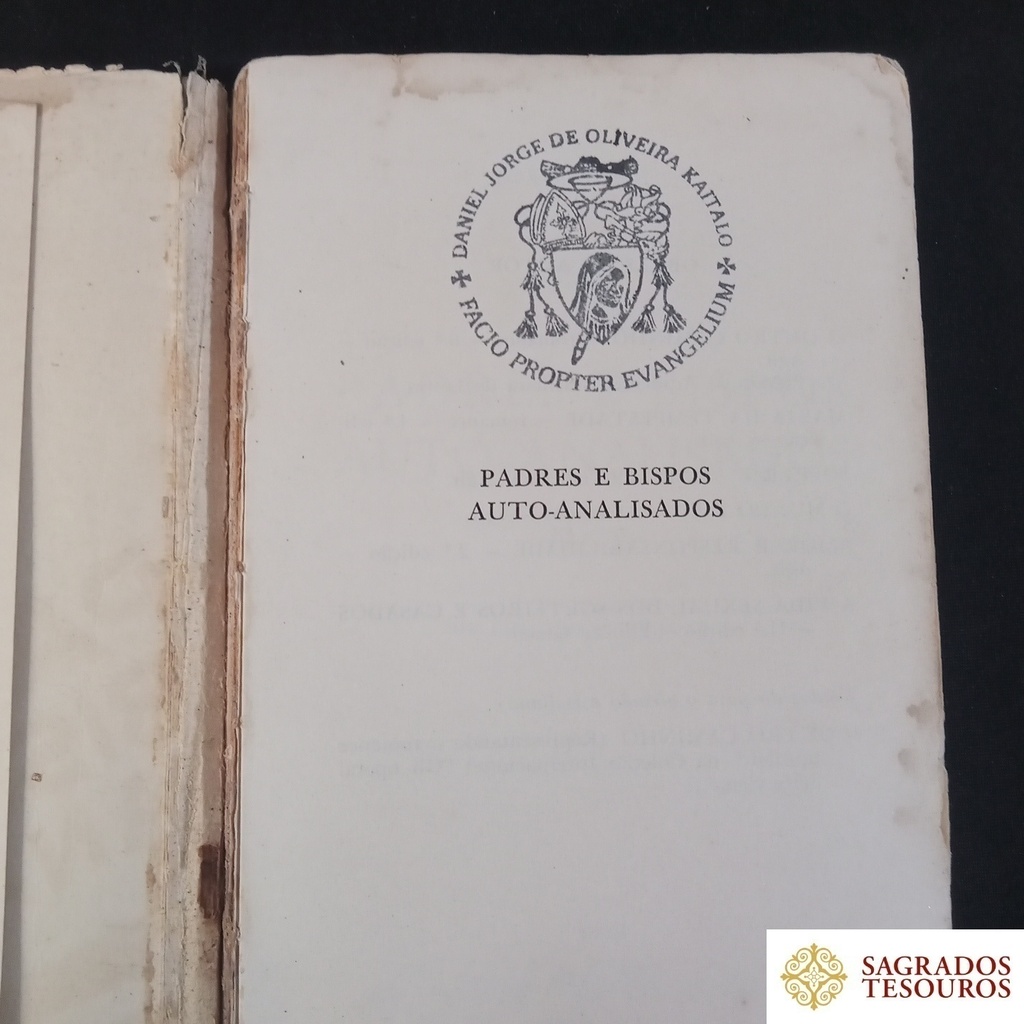 DANIEL JORGE DE OLIVEIRA KAITALO
FACIO PROPTER EVANGELIUM
PADRES E BISPOS
AUTO-ANALISADOS
SAGRADOS
TESOUROS